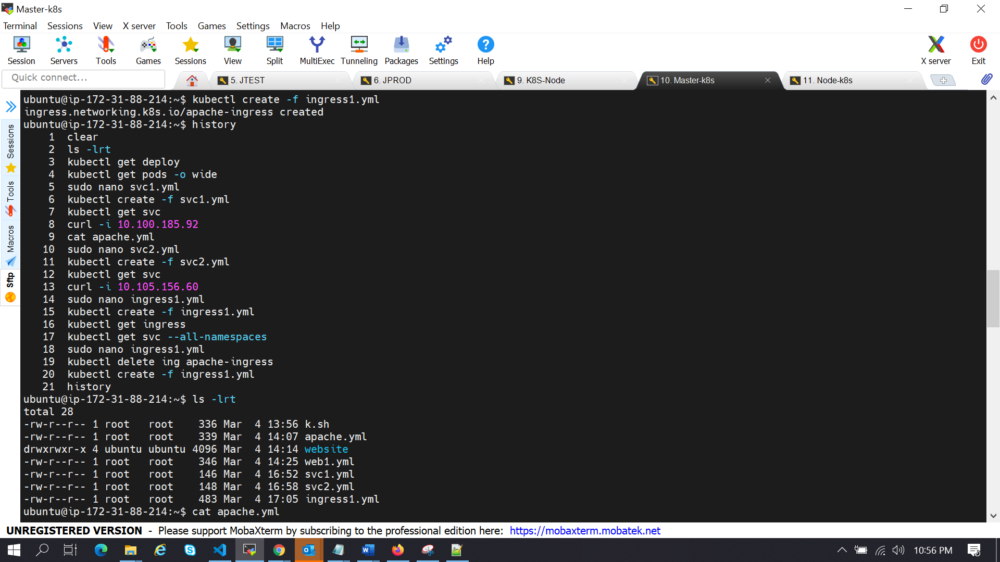 Master-k8s
Terminal Sessions View X server Tools Games Settings Macros Help
Session Servers Tools Games Sessions View Split MultiExec Tunneling Packages Settings Help X server Exit
Quick connect...
5. JTEST
6. JPROD
9. K8S-Node
10. Master-k8s
11. Node-k8s
Sessions
Tools
Macros
Sftp
ubuntu@ip-172-31-88-214:~$ kubectl create -f ingress1.yml
ingress.networking.k8s.io/apache-ingress created
ubuntu@ip-172-31-88-214:~$ history
1 clear
2 ls -lrt
3 kubectl get deploy
4 kubectl get pods -o wide
5 sudo nano svc1.yml
6 kubectl create -f svc1.yml
7 kubectl get svc
8 curl -i 10.100.185.92
9 cat apache.yml
10 sudo nano svc2.yml
11 kubectl create -f svc2.yml
12 kubectl get svc
13 curl -i 10.105.156.60
14 sudo nano ingress1.yml
15 kubectl create -f ingress1.yml
16 kubectl get ingress
17 kubectl get svc --all-namespaces
18 sudo nano ingress1.yml
19 kubectl delete ing apache-ingress
20 kubectl create -f ingress1.yml
21 history
ubuntu@ip-172-31-88-214:~$ ls -lrt
total 28
-rw-r--r-- 1 root root 336 Mar 4 13:56 k.sh
-rw-r--r-- 1 root root 339 Mar 4 14:07 apache.yml
drwxrwxr-x 4 ubuntu ubuntu 4096 Mar 4 14:14 website
-rw-r--r-- 1 root root 346 Mar 4 14:25 web1.yml
-rw-r--r-- 1 root root 146 Mar 4 16:52 svc1.yml
-rw-r--r-- 1 root root 148 Mar 4 16:58 svc2.yml
-rw-r--r-- 1 root root 483 Mar 4 17:05 ingress1.yml
ubuntu@ip-172-31-88-214:~$ cat apache.yml
UNREGISTERED VERSION - Please support MobaXterm by subscribing to the professional edition here: https://mobaxterm.mobatek.net
10:56 PM